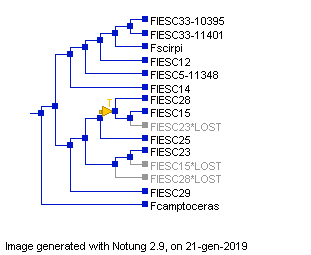 FIESC33-10395
FIESC33-11401
Fscirpi
FIESC12
FIESC5-11348
FIESC14
T
FIESC28
FIESC15
FIESC23*LOST
FIESC25
FIESC23
FIESC15*LOST
FIESC28*LOST
FIESC29
Fcamptoceras
Image generated with Notung 2.9, on 21-gen-2019